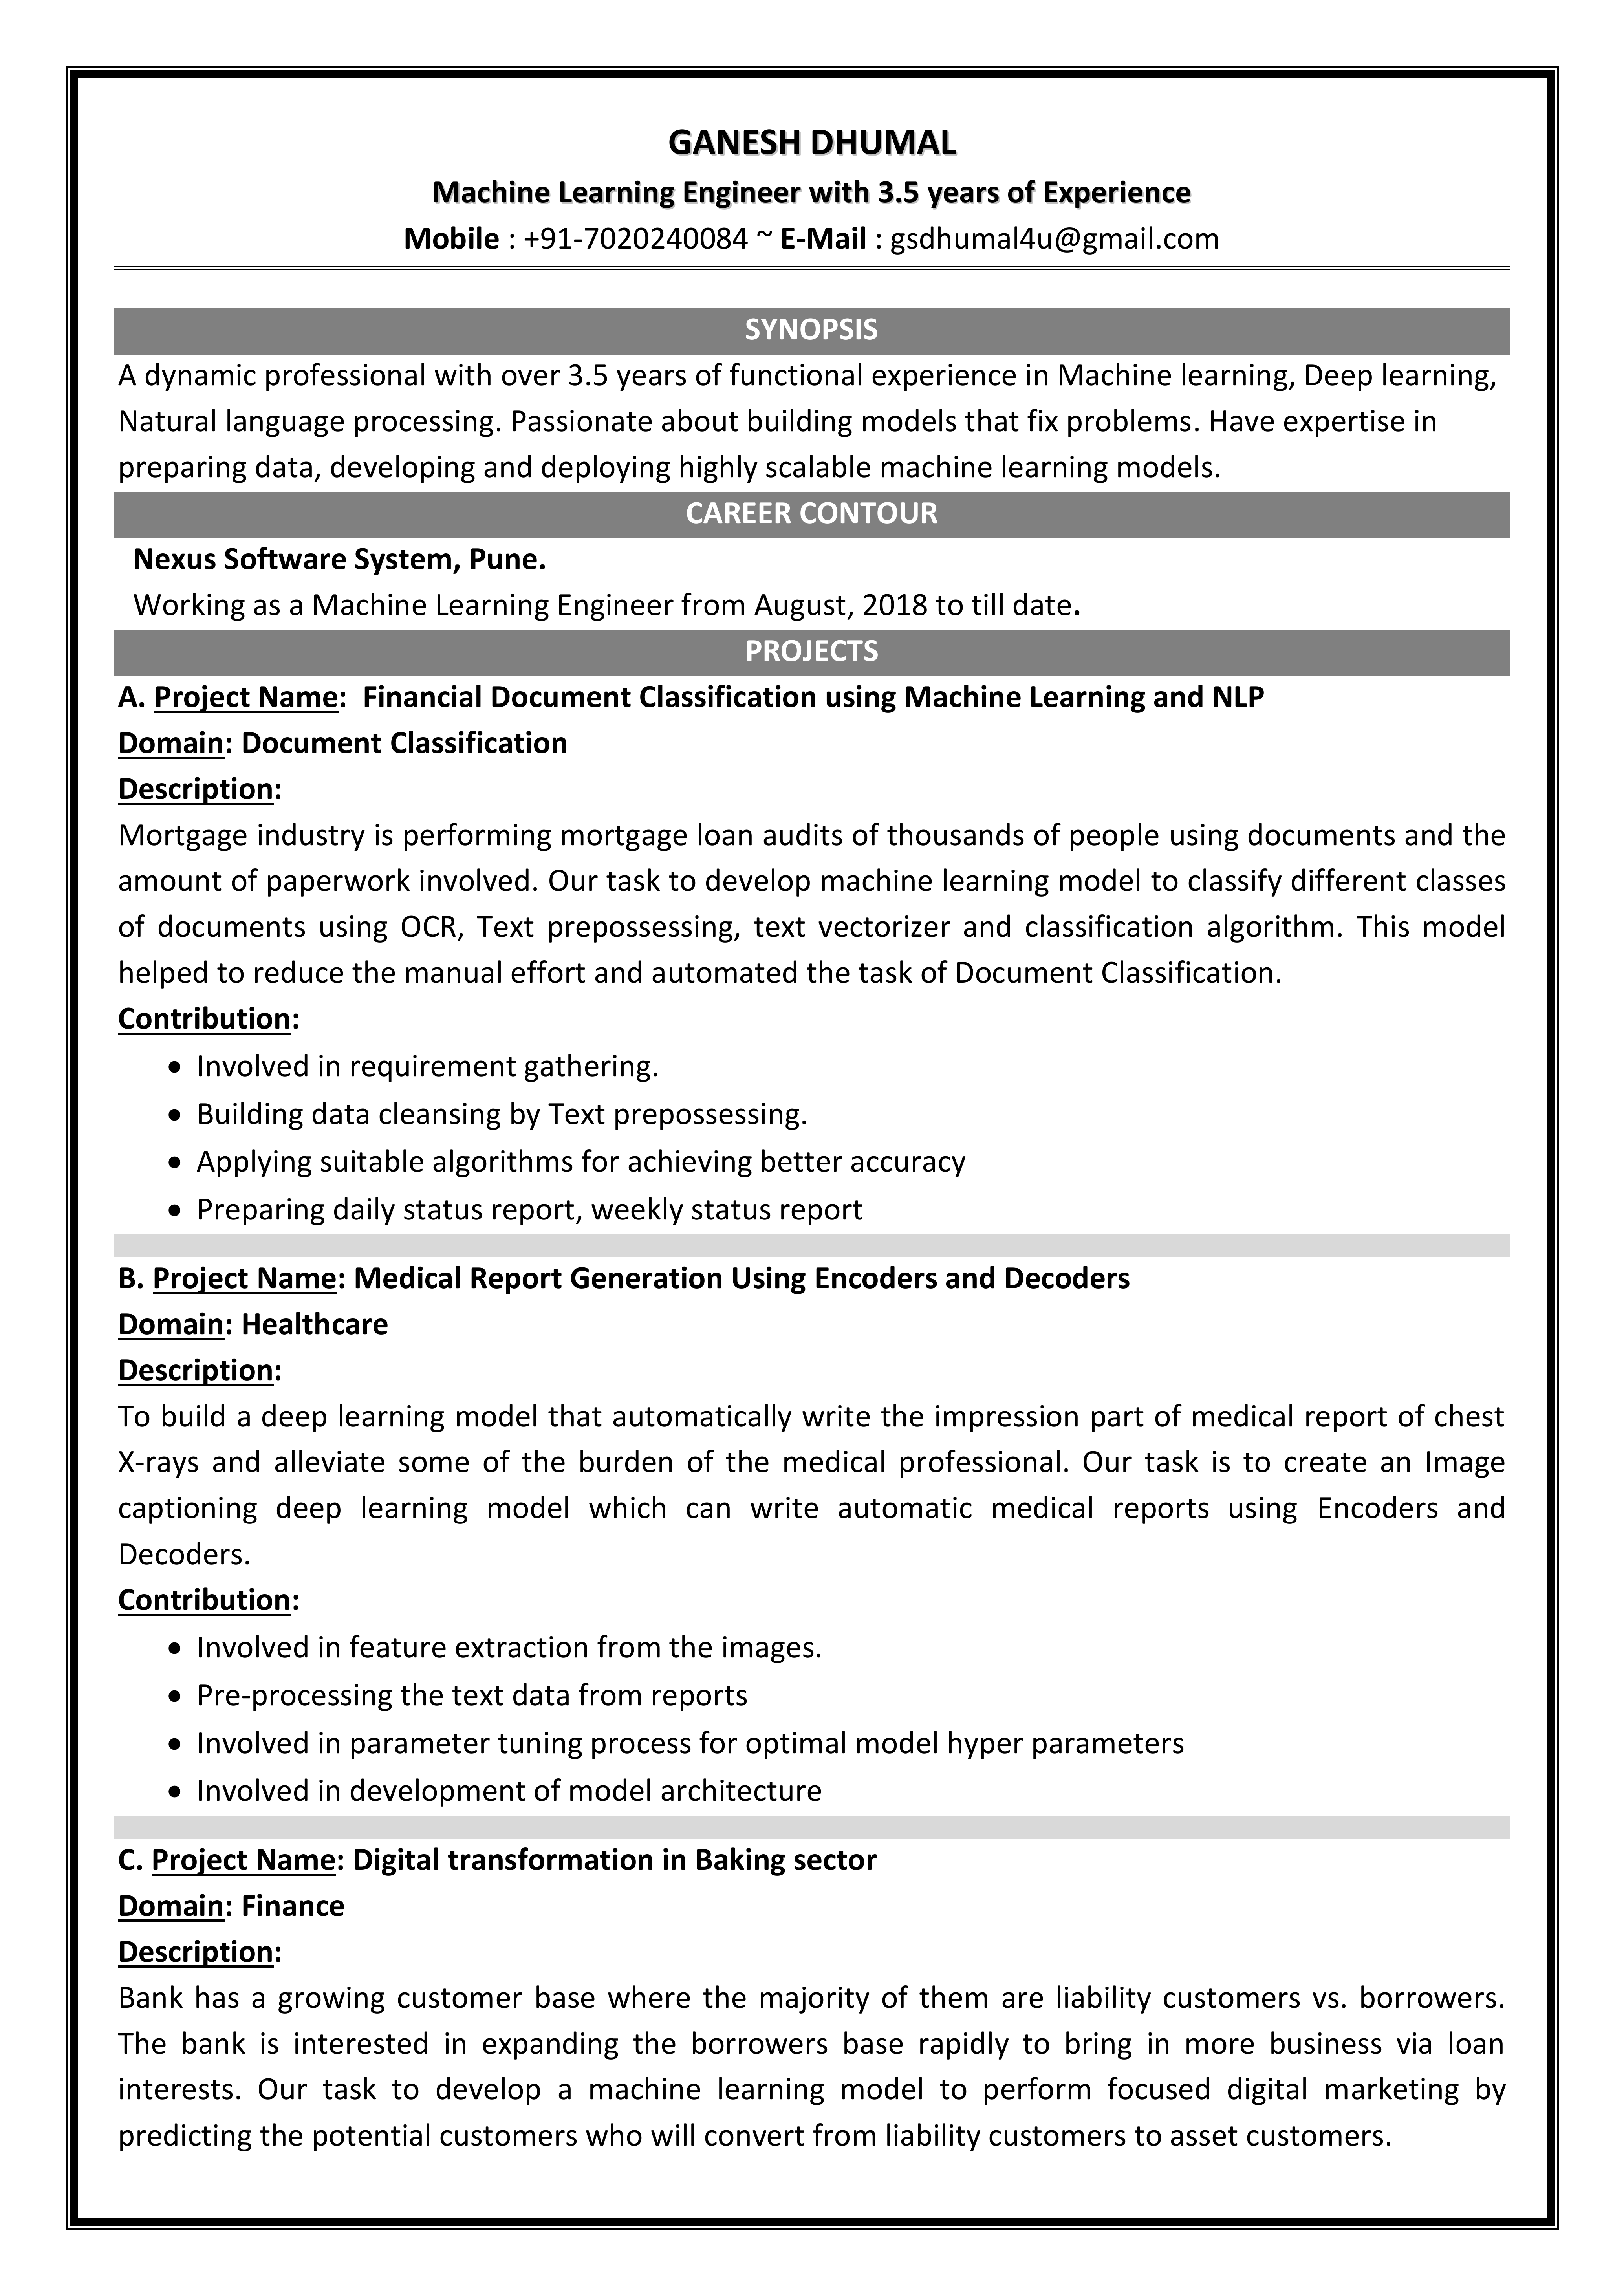 GANESH DHUMAL
Machine Learning Engineer with 3.5 years of Experience
Mobile : +91-7020240084 ~ E-Mail : gsdhumal4u@gmail.com
SYNOPSIS
A dynamic professional with over 3.5 years of functional experience in Machine learning, Deep learning,
Natural language processing. Passionate about building models that fix problems. Have expertise in
preparing data, developing and deploying highly scalable machine learning models.
CAREER CONTOUR
Nexus Software System, Pune.
Working as a Machine Learning Engineer from August, 2018 to till date.
PROJECTS
A. Project Name: Financial Document Classification using Machine Learning and NLP
Domain: Document Classification
Description:
Mortgage industry is performing mortgage loan audits of thousands of people using documents and the
amount of paperwork involved. Our task to develop machine learning model to classify different classes
of documents using OCR, Text prepossessing, text vectorizer and classification algorithm. This model
helped to reduce the manual effort and automated the task of Document Classification.
Contribution:
• Involved in requirement gathering.
• Building data cleansing by Text prepossessing.
• Applying suitable algorithms for achieving better accuracy
• Preparing daily status report, weekly status report
B. Project Name: Medical Report Generation Using Encoders and Decoders
Domain: Healthcare
Description:
To build a deep learning model that automatically write the impression part of medical report of chest
X-rays and alleviate some of the burden of the medical professional. Our task is to create an Image
captioning deep learning model which can write automatic medical reports using Encoders and
Decoders.
Contribution:
• Involved in feature extraction from the images.
• Pre-processing the text data from reports
• Involved in parameter tuning process for optimal model hyper parameters
• Involved in development of model architecture
C. Project Name: Digital transformation in Baking sector
Domain: Finance
Description:
Bank has a growing customer base where the majority of them are liability customers vs. borrowers.
The bank is interested in expanding the borrowers base rapidly to bring in more business via loan
interests. Our task to develop a machine learning model to perform focused digital marketing by
predicting the potential customers who will convert from liability customers to asset customers.